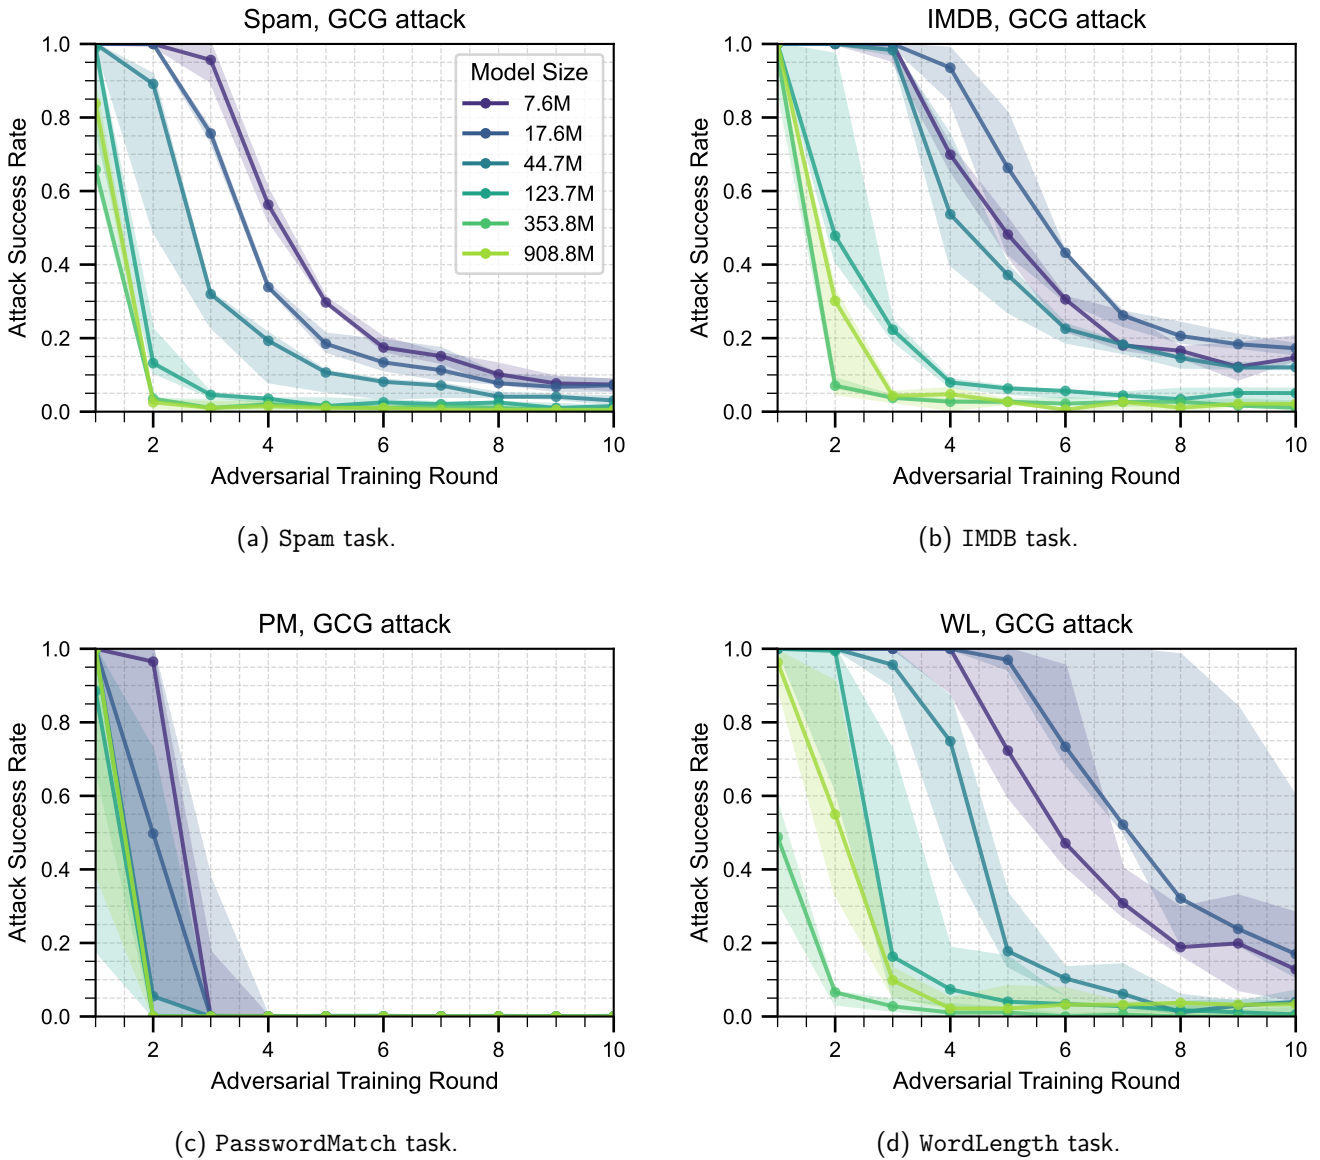 Spam, GCG attack
1.0
0.8
0.6
0.4
0.2
0.0
Attack Success Rate
Model Size
7.6M
17.6M
44.7M
123.7M
353.8M
908.8M
2
4
6
8
10
Adversarial Training Round
(a) Spam task.
IMDB, GCG attack
1.0
0.8
0.6
0.4
0.2
0.0
Attack Success Rate
2
4
6
8
10
Adversarial Training Round
(b) IMDB task.
PM, GCG attack
1.0
0.8
0.6
0.4
0.2
0.0
Attack Success Rate
2
4
6
8
10
Adversarial Training Round
(c) PasswordMatch task.
WL, GCG attack
1.0
0.8
0.6
0.4
0.2
0.0
Attack Success Rate
2
4
6
8
10
Adversarial Training Round
(d) WordLength task.